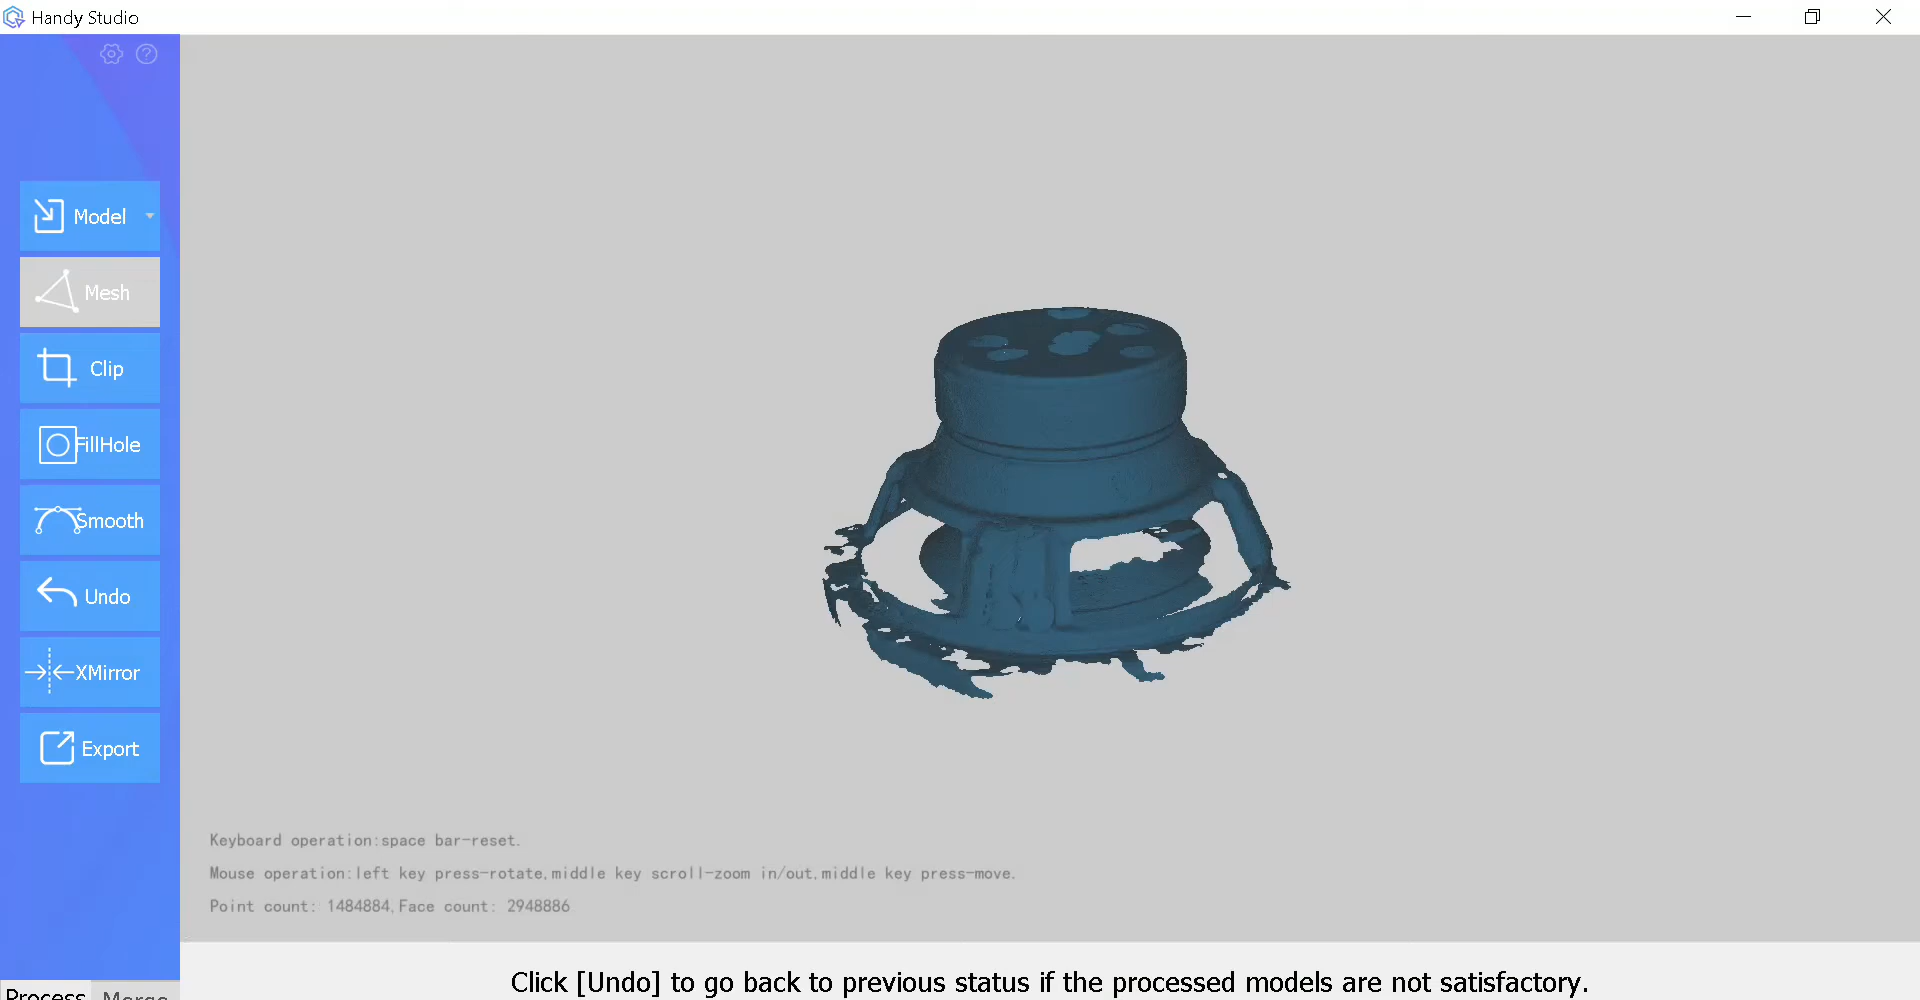 Handy Studio
Model
Mesh
Clip
FillHole
Smooth
Undo
XMirror
Export
Keyboard operation:space bar-reset.
Mouse operation:left key press-rotate,middle key scroll-zoom in/out,middle key press-move.
Point count: 1484884,Face count: 2948886
Click [Undo] to go back to previous status if the processed models are not satisfactory.
Process Merge